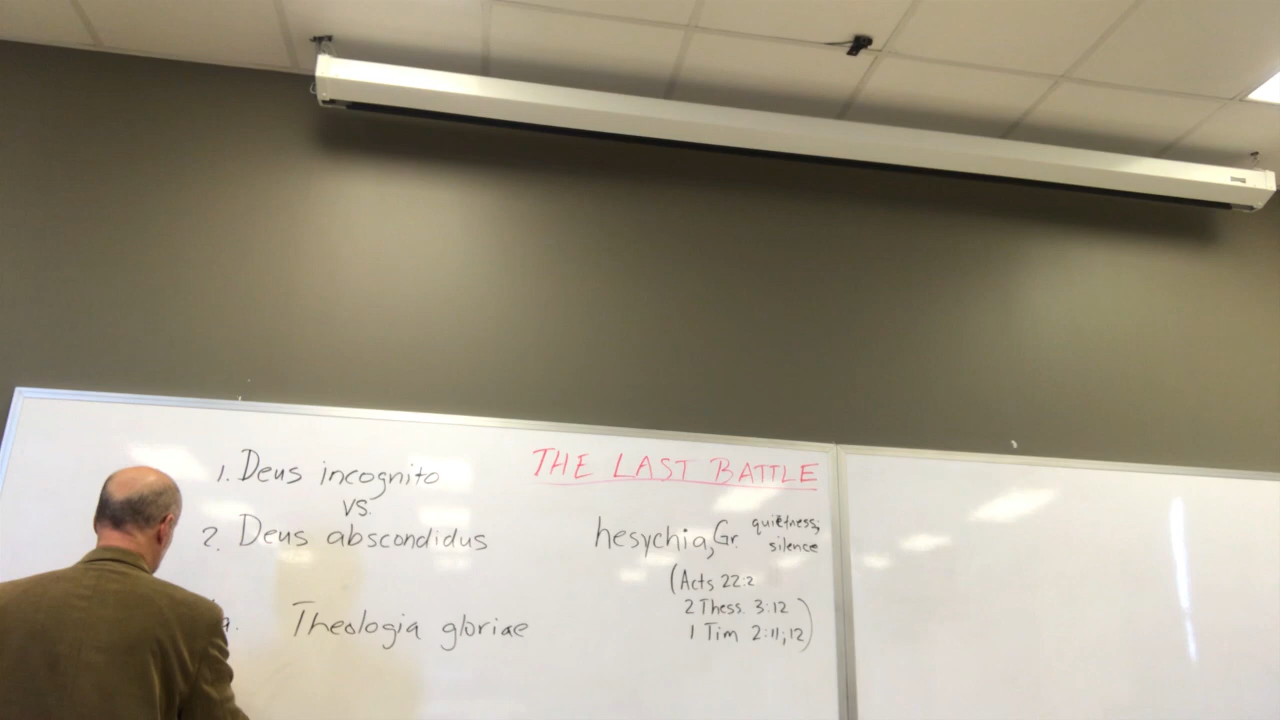 1. Deus incognito
vs.
2. Deus abscondidus
a. Theologia gloriae
THE LAST BATTLE
hesychia, Gr. quietness;
silence
(Acts 22:2
2 Thess. 3:12
1 Tim 2:11;12)